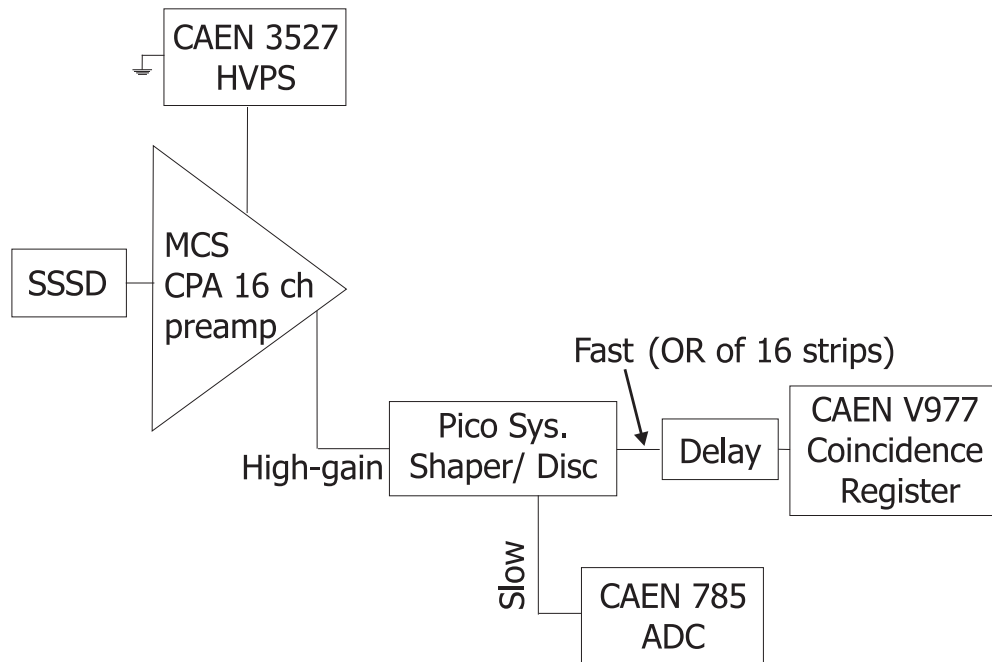 CAEN 3527
HVPS
MCS
CPA 16 ch
preamp
SSSD
Fast (OR of 16 strips)
High-gain
Pico Sys.
Shaper/ Disc
Delay
CAEN V977
Coincidence
Register
Slow
CAEN 785
ADC